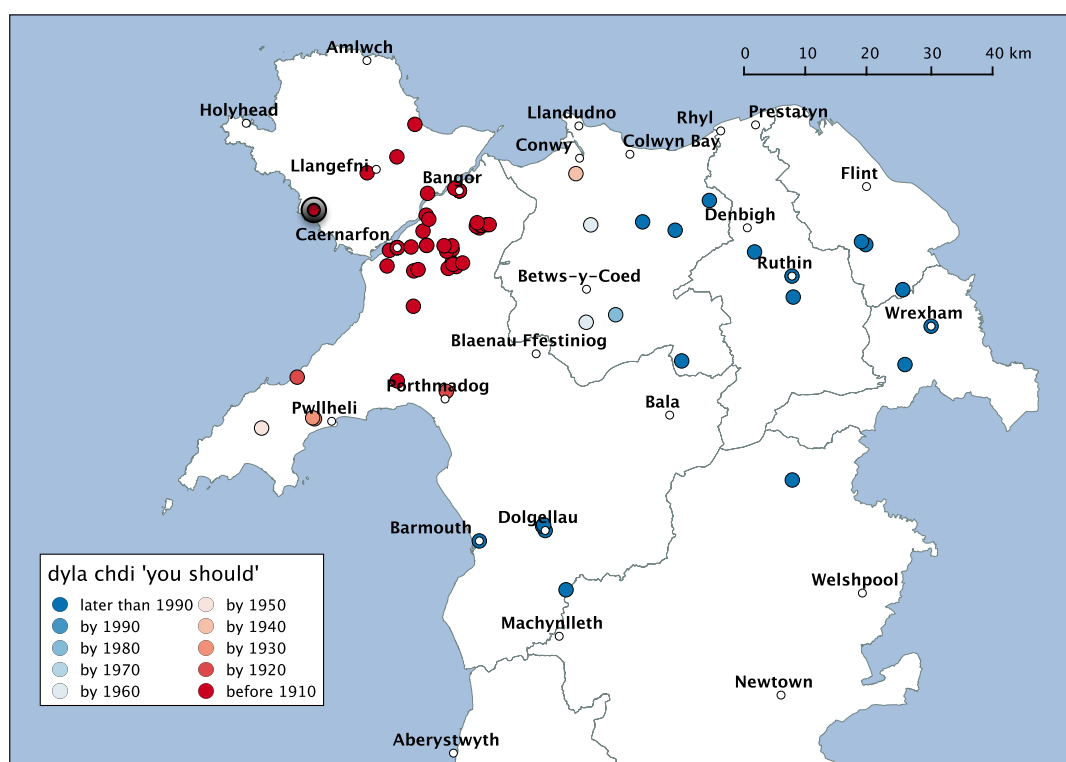 Amlwch
0 10 20 30 40 km
Holyhead
Llandudno
Rhyl
Prestatyn
Conwy
Colwyn Bay
Llangefni
Bangor
Flint
Denbigh
Caernarfon
Ruthin
Betws-y-Coed
Wrexham
Blaenau Ffestiniog
Porthmadog
Pwllheli
Bala
Dolgellau
Barmouth
Welshpool
Machynlleth
Newtown
Aberystwyth
dyla chdi 'you should'
later than 1990
by 1990
by 1980
by 1970
by 1960
by 1950
by 1940
by 1930
by 1920
before 1910